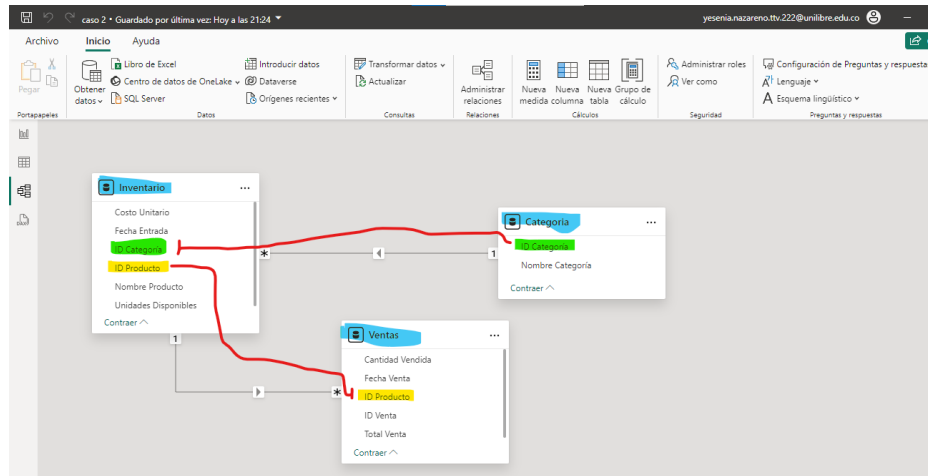 caso 2 • Guardado por última vez: Hoy a las 21:24
yesenia.nazareno.ttv.222@unilibre.edu.co
Archivo Inicio Ayuda
Pegar
Portapapeles
Obtener datos
Libro de Excel
Centro de datos de OneLake
SQL Server
Introducir datos
Dataverse
Orígenes recientes
Datos
Transformar datos
Actualizar
Consultas
Administrar relaciones
Relaciones
Nueva medida
Nueva columna
Nueva tabla
Grupo de cálculo
Cálculos
Administrar roles
Ver como
Seguridad
Configuración de Preguntas y respuesta
Lenguaje
Esquema lingüístico
Preguntas y respuestas
Inventario
Costo Unitario
Fecha Entrada
ID Categoría
ID Producto
Nombre Producto
Unidades Disponibles
Contraer
*
1
1
*
Categoria
ID Categoría
Nombre Categoría
Contraer
Ventas
Cantidad Vendida
Fecha Venta
ID Producto
ID Venta
Total Venta
Contraer